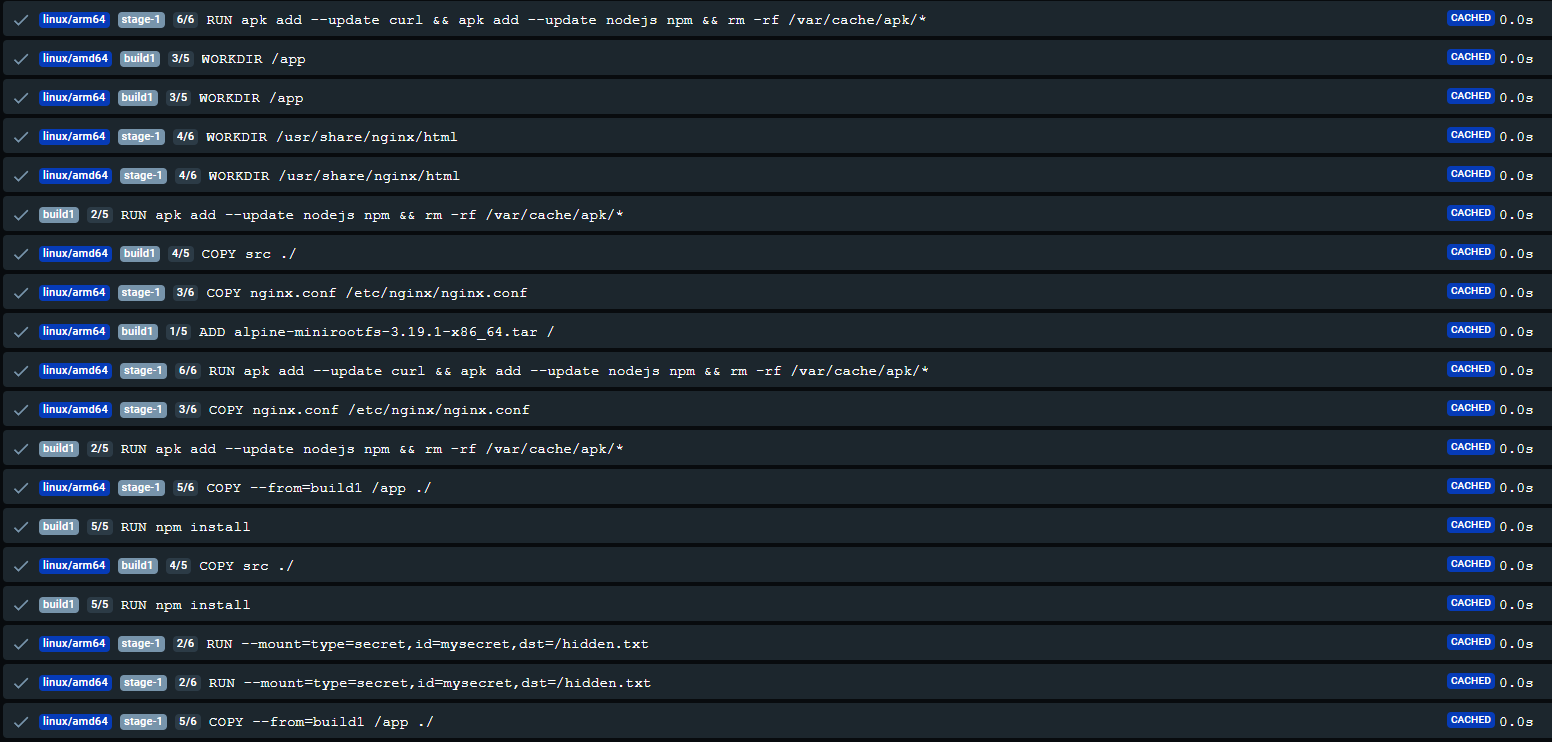 linux/arm64 stage-1 6/6 RUN apk add --update curl && apk add --update nodejs npm && rm -rf /var/cache/apk/* CACHED 0.0s
linux/amd64 build1 3/5 WORKDIR /app CACHED 0.0s
linux/arm64 build1 3/5 WORKDIR /app CACHED 0.0s
linux/arm64 stage-1 4/6 WORKDIR /usr/share/nginx/html CACHED 0.0s
linux/amd64 stage-1 4/6 WORKDIR /usr/share/nginx/html CACHED 0.0s
build1 2/5 RUN apk add --update nodejs npm && rm -rf /var/cache/apk/* CACHED 0.0s
linux/amd64 build1 4/5 COPY src ./ CACHED 0.0s
linux/arm64 stage-1 3/6 COPY nginx.conf /etc/nginx/nginx.conf CACHED 0.0s
linux/arm64 build1 1/5 ADD alpine-minirootfs-3.19.1-x86_64.tar / CACHED 0.0s
linux/amd64 stage-1 6/6 RUN apk add --update curl && apk add --update nodejs npm && rm -rf /var/cache/apk/* CACHED 0.0s
linux/amd64 stage-1 3/6 COPY nginx.conf /etc/nginx/nginx.conf CACHED 0.0s
build1 2/5 RUN apk add --update nodejs npm && rm -rf /var/cache/apk/* CACHED 0.0s
linux/arm64 stage-1 5/6 COPY --from=build1 /app ./ CACHED 0.0s
build1 5/5 RUN npm install CACHED 0.0s
linux/arm64 build1 4/5 COPY src ./ CACHED 0.0s
build1 5/5 RUN npm install CACHED 0.0s
linux/arm64 stage-1 2/6 RUN --mount=type=secret,id=mysecret,dst=/hidden.txt CACHED 0.0s
linux/amd64 stage-1 2/6 RUN --mount=type=secret,id=mysecret,dst=/hidden.txt CACHED 0.0s
linux/amd64 stage-1 5/6 COPY --from=build1 /app ./ CACHED 0.0s